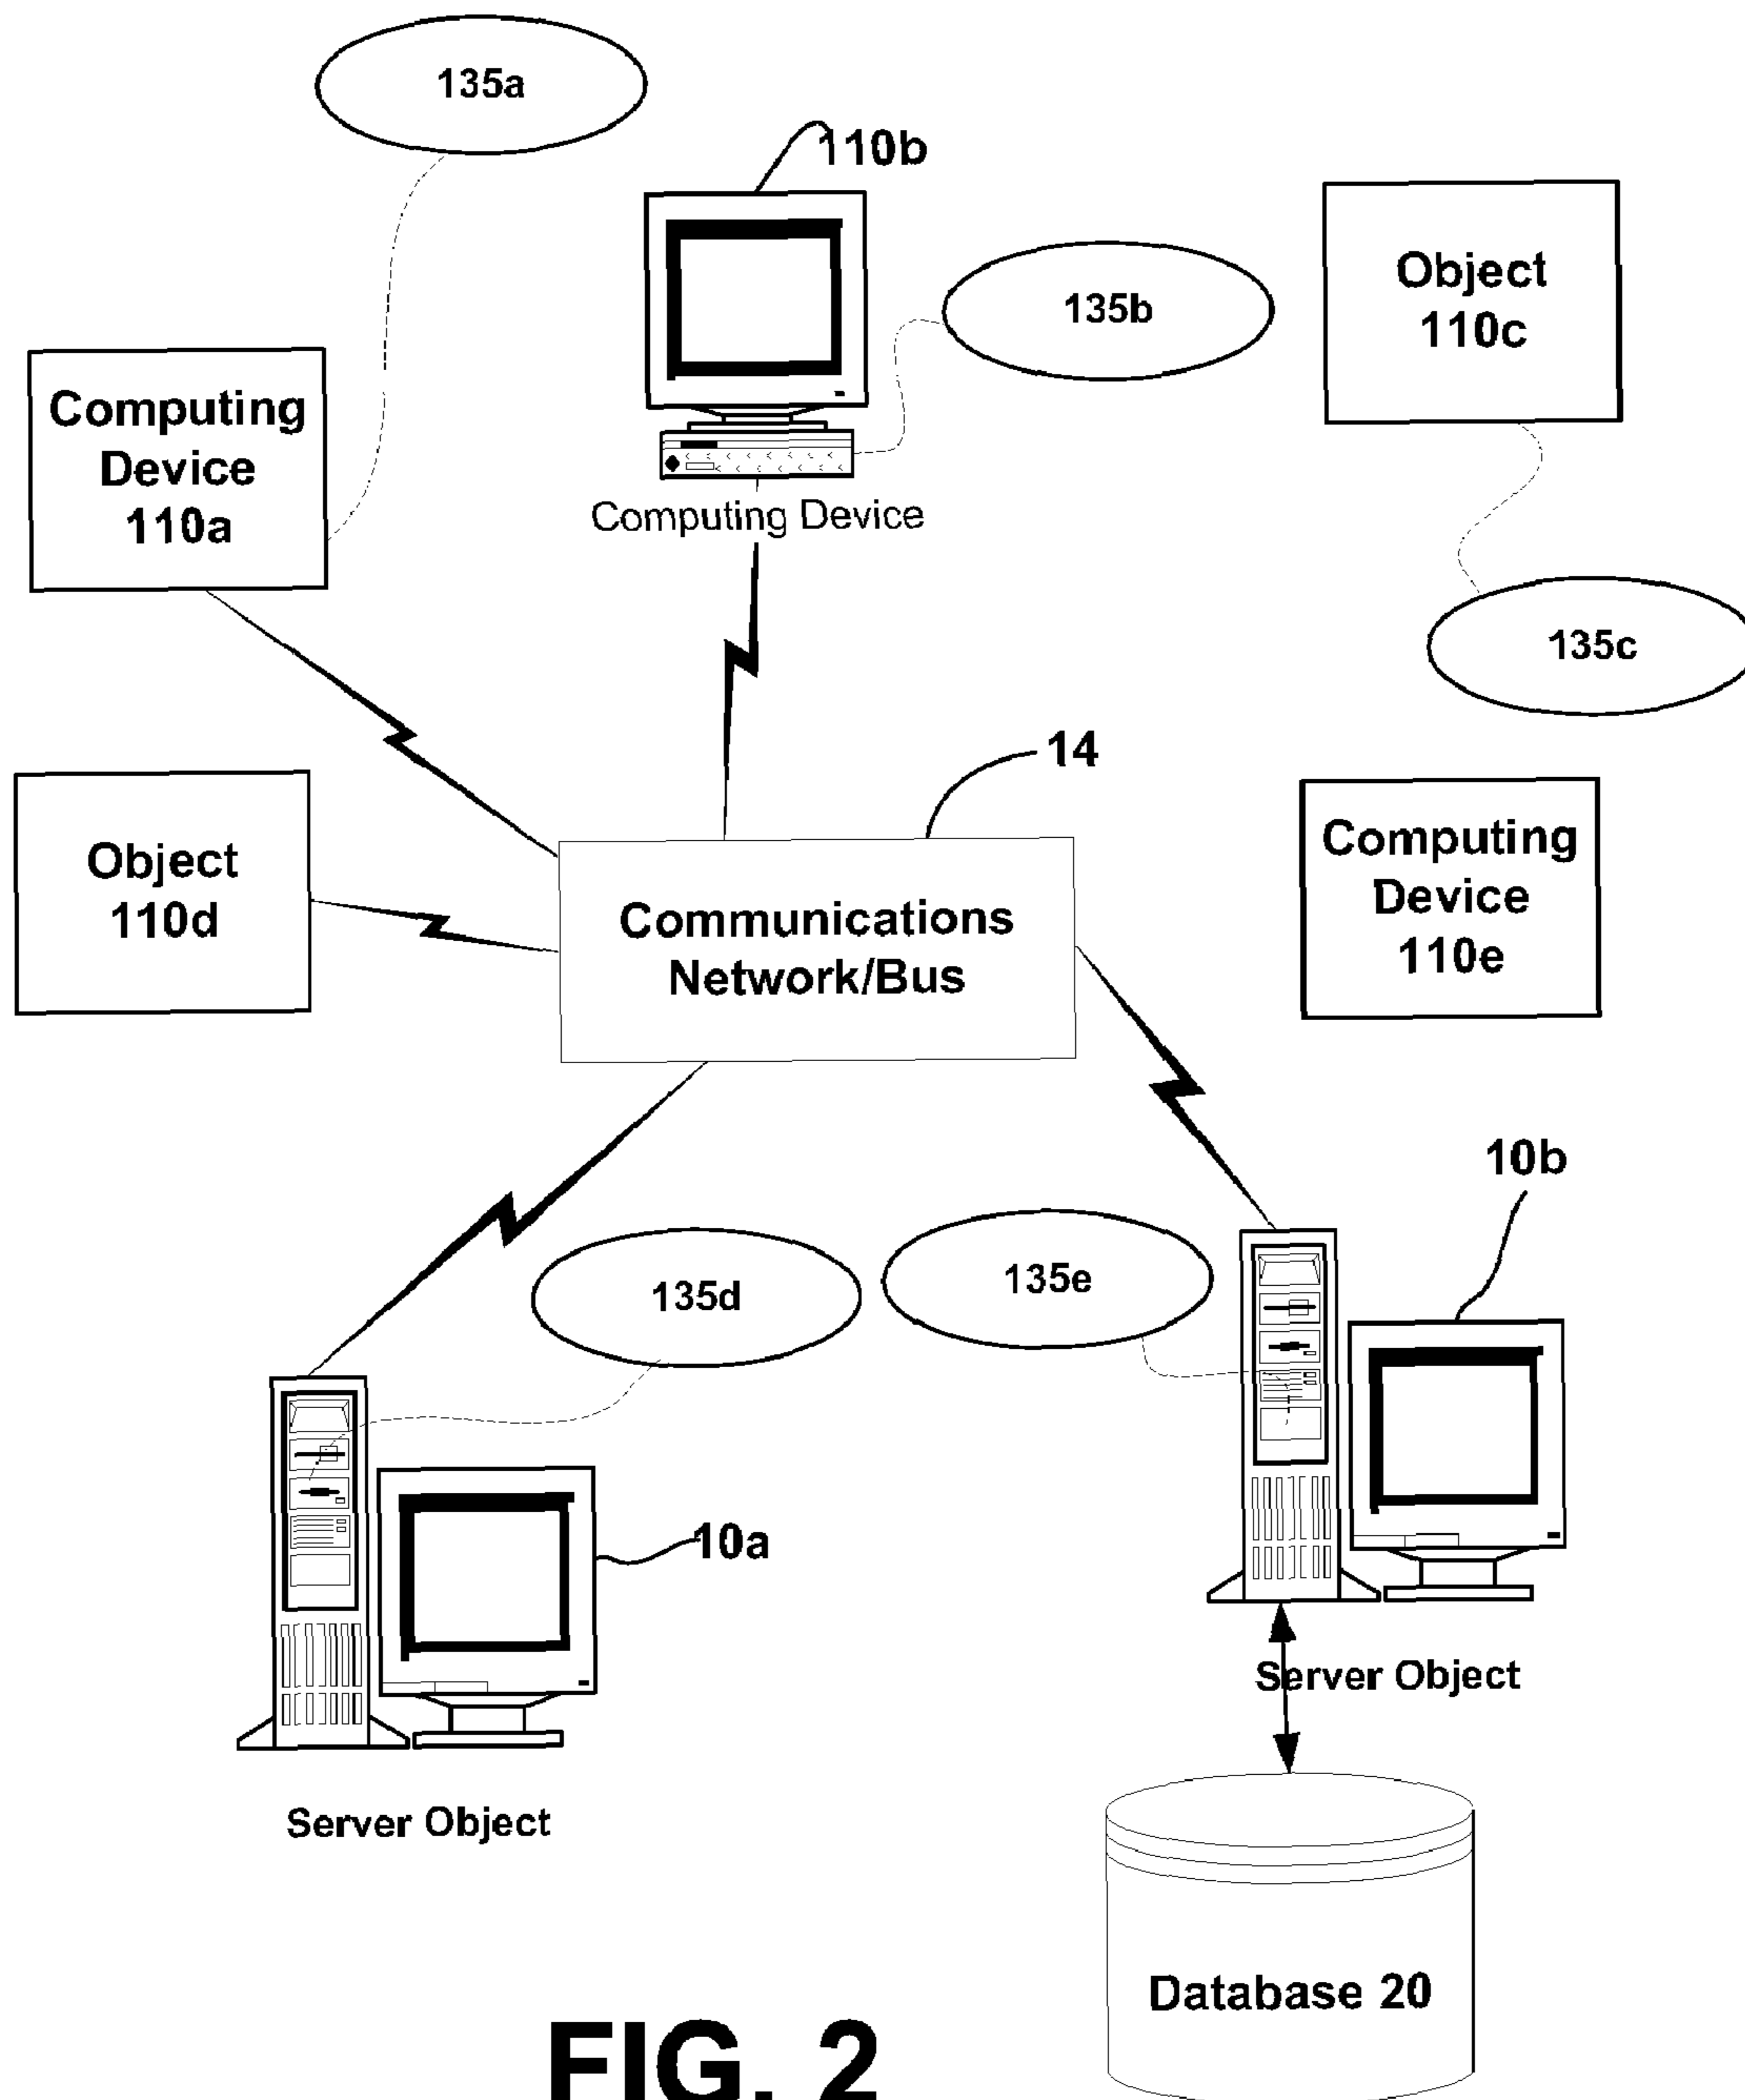 135a
110b
Object
110c
135b
Computing
Device
110a
Computing Device
135c
14
Object
110d
Communications
Network/Bus
Computing
Device
110e
10b
135d
135e
10a
Server Object
Server Object
Database 20
FIG. 2